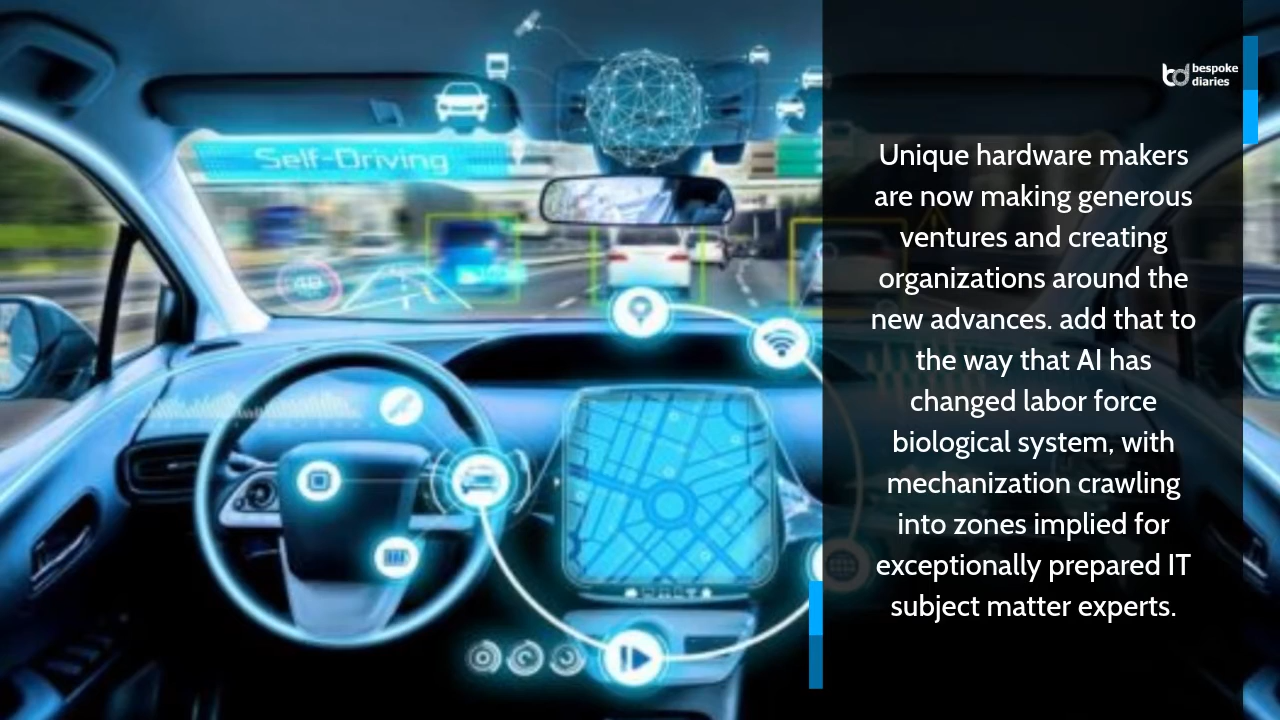 bespoke
diaries
Self-Driving
Unique hardware makers
are now making generous
ventures and creating
organizations around the
new advances. add that to
the way that AI has
changed labor force
biological system, with
mechanization crawling
into zones implied for
exceptionally prepared IT
subject matter experts.